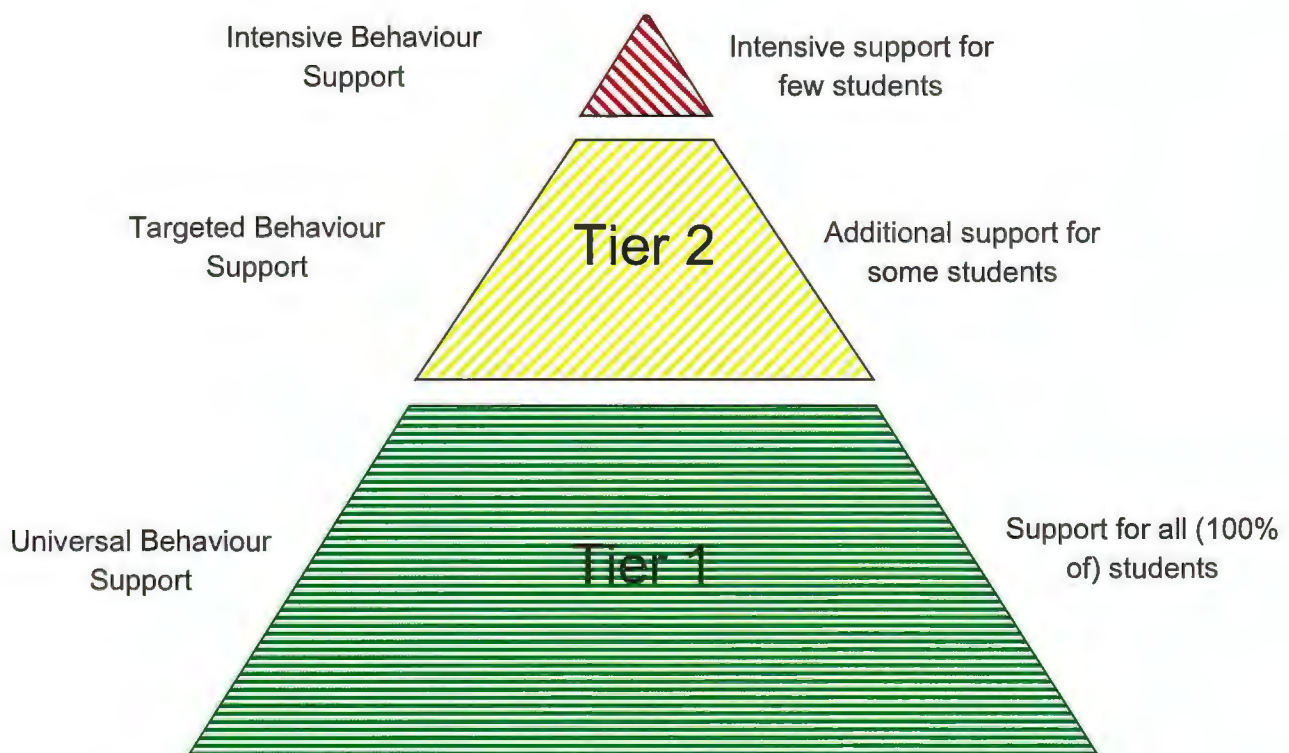 Intensive Behaviour
Support
Intensive support for
few students
Targeted Behaviour
Support
Tier 2
Additional support for
some students
Universal Behaviour
Support
Tier 1
Support for all (100%
of) students